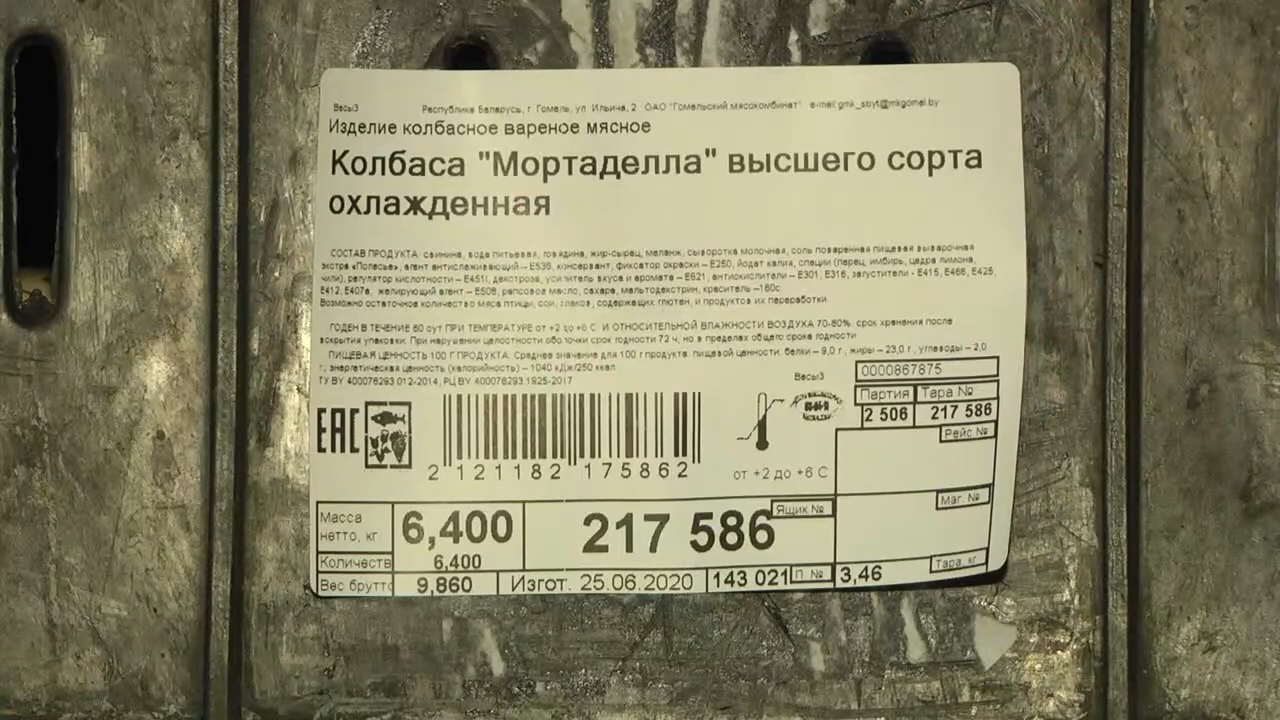 Весы3 Республика Беларусь, г. Гомель, ул. Ильича, 2 ОАО "Гомельский мясокомбинат" e-mail:gmk_sbyt@mkgomel.by
Изделие колбасное вареное мясное
Колбаса "Мортаделла" высшего сорта
охлажденная
СОСТАВ ПРОДУКТА: свинина, вода питьевая, говядина, жир-сырец, меланж, сыворотка молочная, соль поваренная пищевая выварочная
экстра «Полесье», агент антислеживающий – Е536, консервант, фиксатор окраски – Е250, йодат калия, специи (перец, имбирь, цедра лимона,
чили), регулятор кислотности – Е451i, декстроза, усилитель вкуса и аромата – Е621, антиокислители – Е301, Е316, загустители - Е415, Е466, Е425,
Е412, Е407а, желирующий агент – Е508, рапсовое масло, сахара, мальтодекстрин, краситель –160с
Возможно остаточное количество мяса птицы, сои, злаков, содержащих глютен, и продуктов их переработки.
ГОДЕН В ТЕЧЕНИЕ 60 сут ПРИ ТЕМПЕРАТУРЕ от +2 до +6 С И ОТНОСИТЕЛЬНОЙ ВЛАЖНОСТИ ВОЗДУХА 70-80% срок хранения после
вскрытия упаковки: При нарушении целостности оболочки срок годности 72 ч, но в пределах общего срока годности
ПИЩЕВАЯ ЦЕННОСТЬ 100 Г ПРОДУКТА: Среднее значение для 100 г продукта пищевой ценности: белки – 9,0 г, жиры – 23,0 г, углеводы – 2,0
г, энергетическая ценность (калорийность) – 1040 кДж/250 ккал.
ТУ BY 400078293.012-2014, РЦ BY 400078293.1925-2017
Весы3
0000867875
Партия Тара №
2 506 217 586
Рейс №
EAC
2 121182 175862
от +2 до +6 С
Маг. №
Масса
нетто, кг
6,400
217 586
Ящик №
Количеств
6,400
Тара, кг
Вес брутто
9,860
Изгот. 25.06.2020
143 021
П. №
3,46